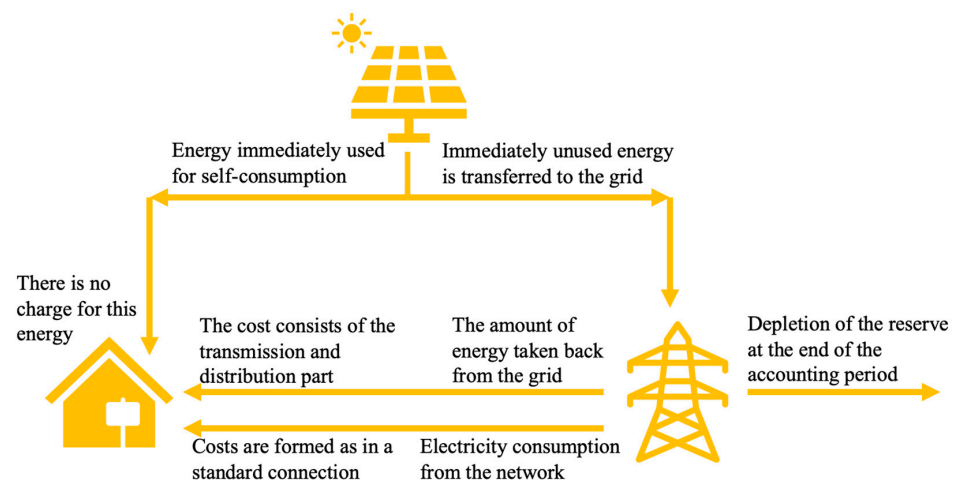 Energy immediately used
for self-consumption
Immediately unused energy
is transferred to the grid
There is no
charge for this
energy
The cost consists of the
transmission and
distribution part
The amount of
energy taken back
from the grid
Depletion of the reserve
at the end of the
accounting period
Costs are formed as in a
standard connection
Electricity consumption
from the network